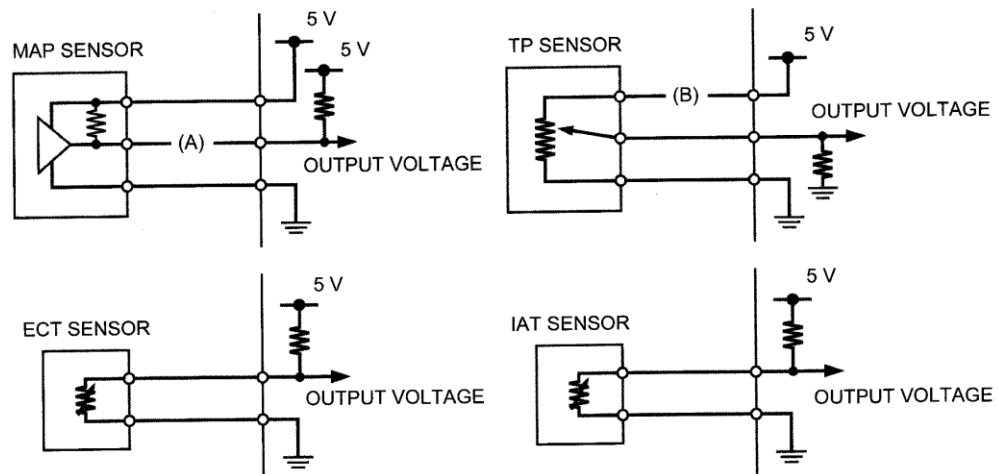 MAP SENSOR
5 V
5 V
(A)
OUTPUT VOLTAGE
TP SENSOR
5 V
(B)
OUTPUT VOLTAGE
ECT SENSOR
5 V
OUTPUT VOLTAGE
IAT SENSOR
5 V
OUTPUT VOLTAGE